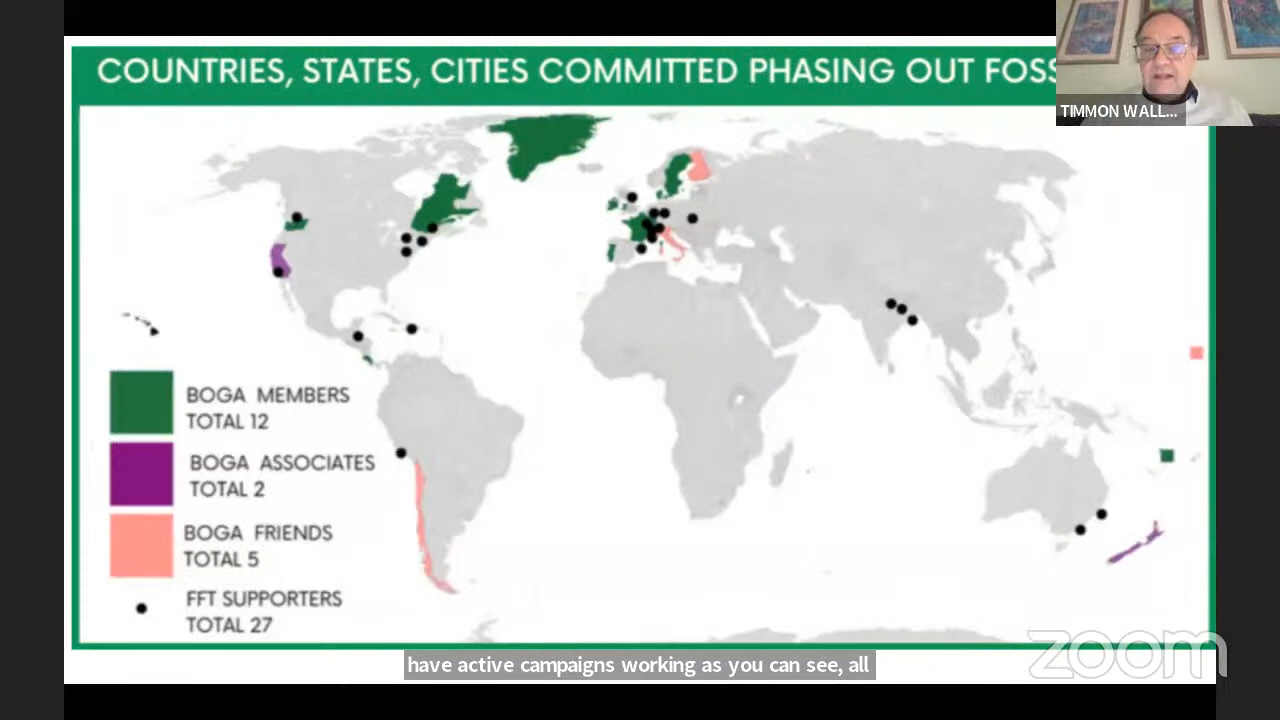 COUNTRIES, STATES, CITIES COMMITTED PHASING OUT FOSS
TIMMON WALL...
BOGA MEMBERS
TOTAL 12
BOGA ASSOCIATES
TOTAL 2
BOGA FRIENDS
TOTAL 5
FFT SUPPORTERS
TOTAL 27
have active campaigns working as you can see, all
zoom